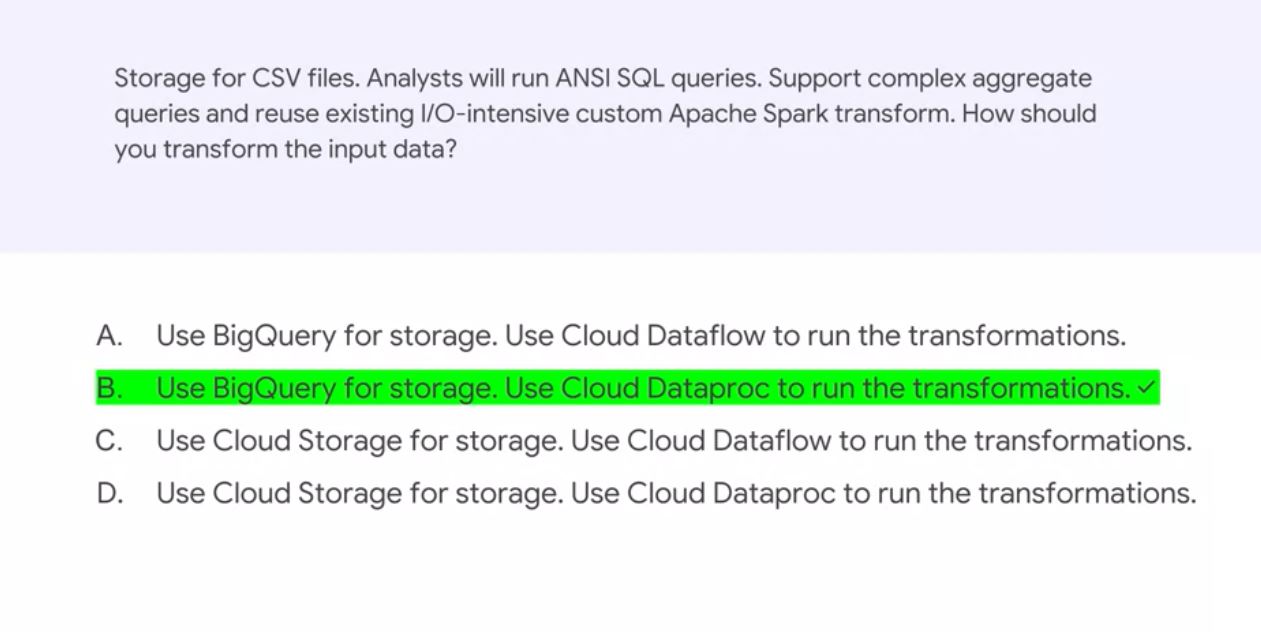 Storage for CSV files. Analysts will run ANSI SQL queries. Support complex aggregate
queries and reuse existing I/O-intensive custom Apache Spark transform. How should
you transform the input data?
A. Use BigQuery for storage. Use Cloud Dataflow to run the transformations.
B. Use BigQuery for storage. Use Cloud Dataproc to run the transformations. ✓
C. Use Cloud Storage for storage. Use Cloud Dataflow to run the transformations.
D. Use Cloud Storage for storage. Use Cloud Dataproc to run the transformations.